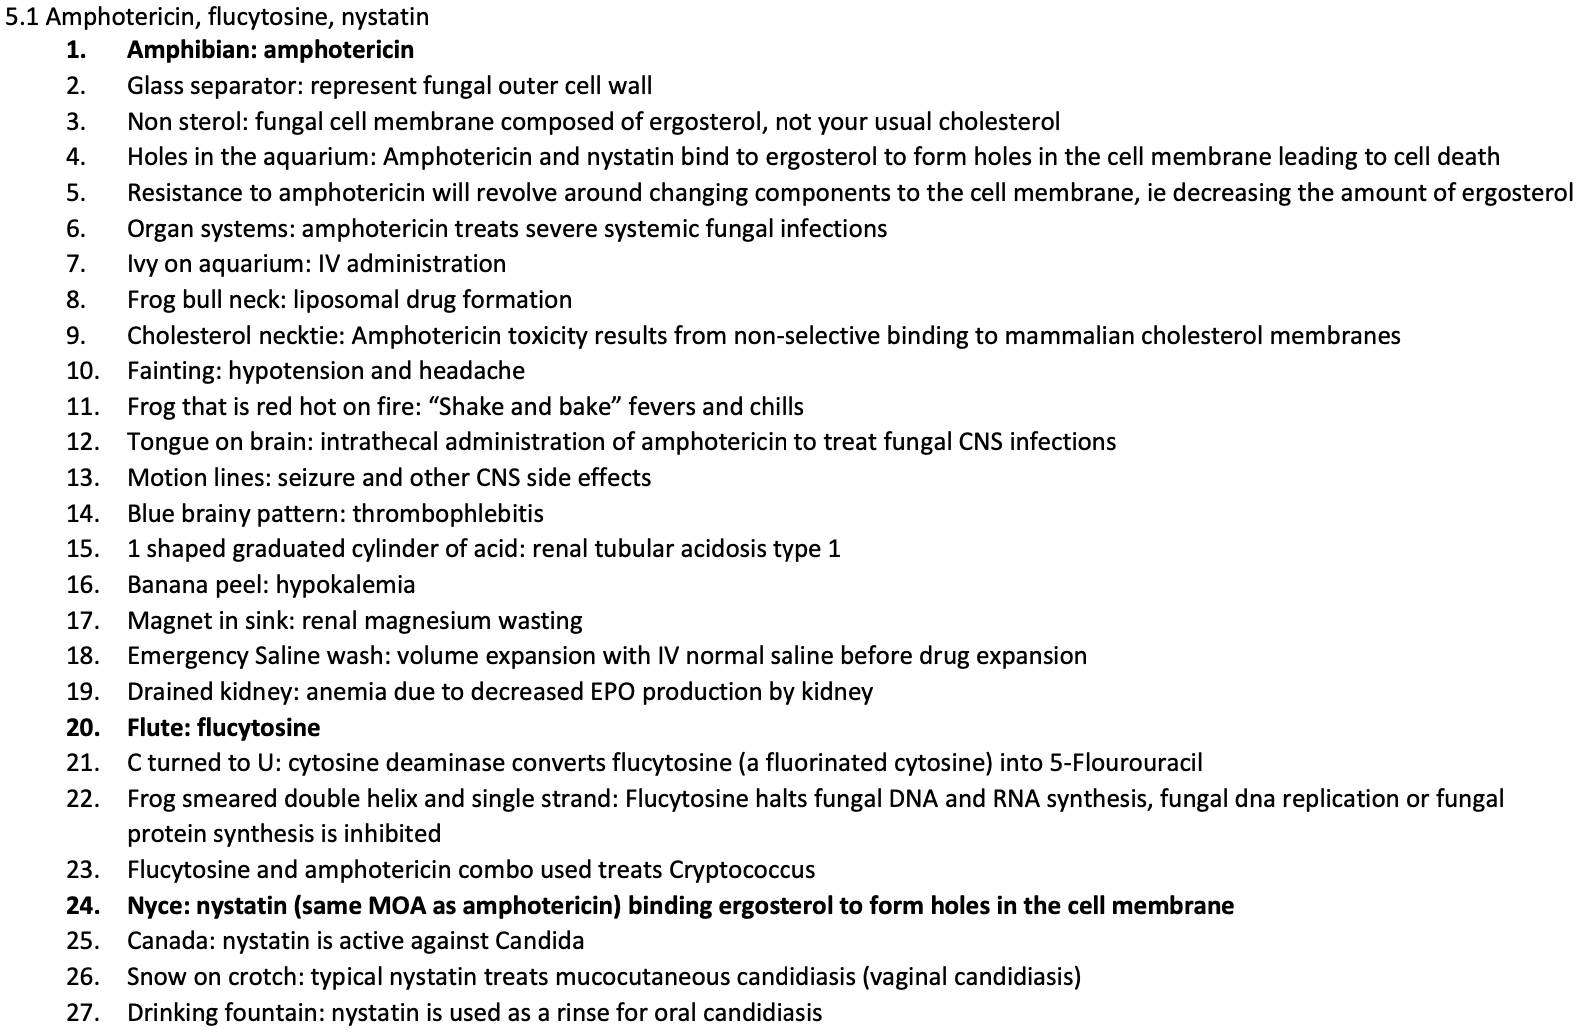 5.1 Amphotericin, flucytosine, nystatin
1. Amphibian: amphotericin
2. Glass separator: represent fungal outer cell wall
3. Non sterol: fungal cell membrane composed of ergosterol, not your usual cholesterol
4. Holes in the aquarium: Amphotericin and nystatin bind to ergosterol to form holes in the cell membrane leading to cell death
5. Resistance to amphotericin will revolve around changing components to the cell membrane, ie decreasing the amount of ergosterol
6. Organ systems: amphotericin treats severe systemic fungal infections
7. Ivy on aquarium: IV administration
8. Frog bull neck: liposomal drug formation
9. Cholesterol necktie: Amphotericin toxicity results from non-selective binding to mammalian cholesterol membranes
10. Fainting: hypotension and headache
11. Frog that is red hot on fire: “Shake and bake” fevers and chills
12. Tongue on brain: intrathecal administration of amphotericin to treat fungal CNS infections
13. Motion lines: seizure and other CNS side effects
14. Blue brainy pattern: thrombophlebitis
15. 1 shaped graduated cylinder of acid: renal tubular acidosis type 1
16. Banana peel: hypokalemia
17. Magnet in sink: renal magnesium wasting
18. Emergency Saline wash: volume expansion with IV normal saline before drug expansion
19. Drained kidney: anemia due to decreased EPO production by kidney
20. Flute: flucytosine
21. C turned to U: cytosine deaminase converts flucytosine (a fluorinated cytosine) into 5-Flourouracil
22. Frog smeared double helix and single strand: Flucytosine halts fungal DNA and RNA synthesis, fungal dna replication or fungal
protein synthesis is inhibited
23. Flucytosine and amphotericin combo used treats Cryptococcus
24. Nyce: nystatin (same MOA as amphotericin) binding ergosterol to form holes in the cell membrane
25. Canada: nystatin is active against Candida
26. Snow on crotch: typical nystatin treats mucocutaneous candidiasis (vaginal candidiasis)
27. Drinking fountain: nystatin is used as a rinse for oral candidiasis